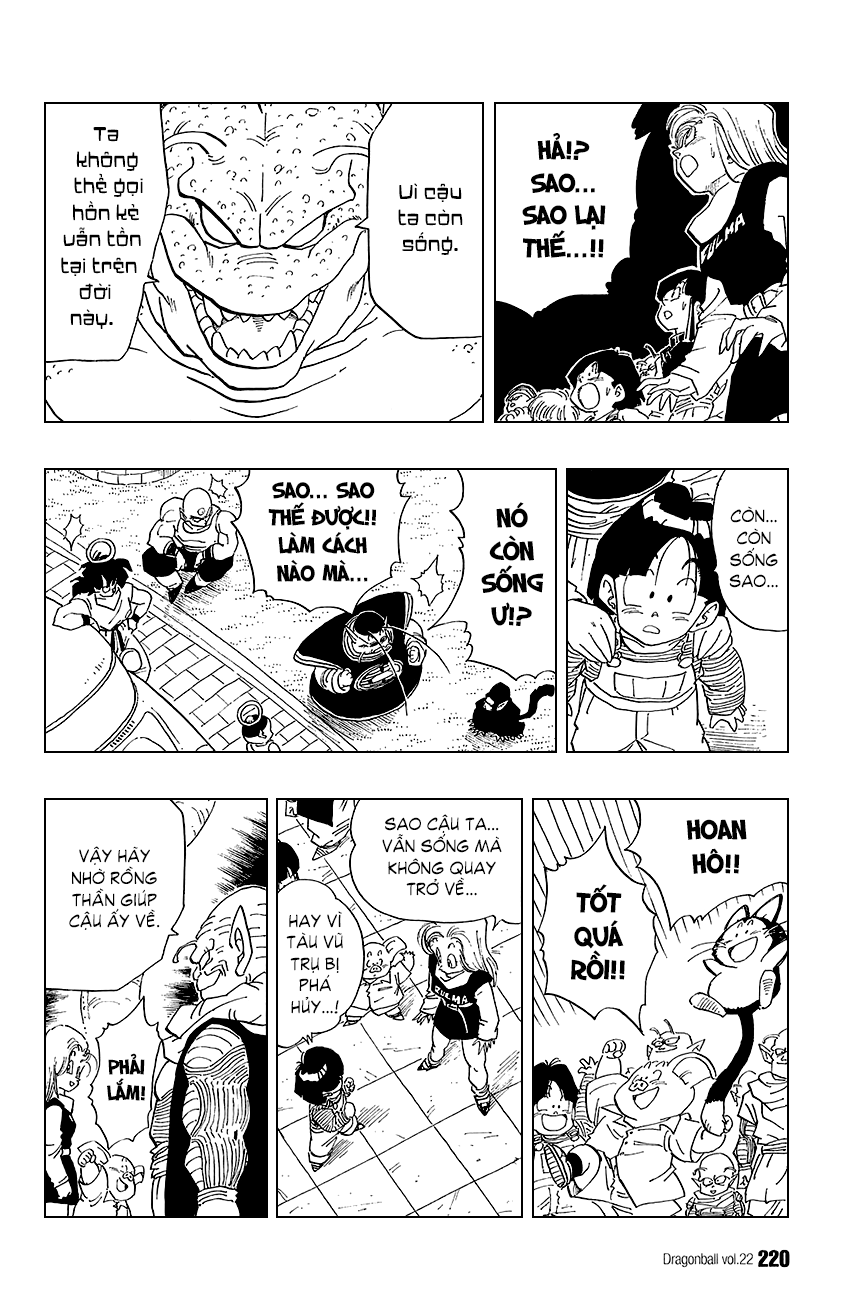 HẢ!?
SAO...
SAO LẠI
THẾ...!!
FULMA
Vì cậu
ta còn
sống.
Ta
không
thể gọi
hồn kẻ
vẫn tồn
tại trên
đời
này.
CÒN...
CÒN
SỐNG
SAO...
NÓ
CÒN
SỐNG
Ư!?
SAO... SAO
THẾ ĐƯỢC!!
LÀM CÁCH
NÀO MÀ...
HOAN
HÔ!!
TỐT
QUÁ
RỒI!!
SAO CẬU TA...
VẪN SỐNG MÀ
KHÔNG QUAY
TRỞ VỀ...
FULMA
HAY VÌ
TÀU VŨ
TRỤ BỊ
PHÁ
HỦY...!
VẬY HÃY
NHỜ RỒNG
THẦN GIÚP
CẬU ẤY VỀ.
PHẢI
LẮM!
Dragonball vol.22 220